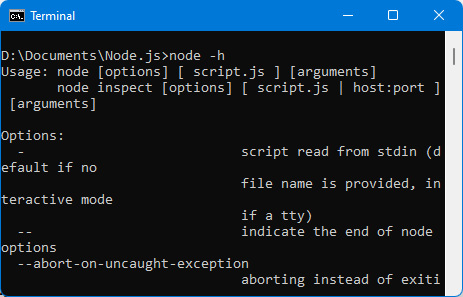 Terminal
D:\Documents\Node.js>node -h
Usage: node [options] [ script.js ] [arguments]
       node inspect [options] [ script.js | host:port ]
 [arguments]

Options:
  -                           script read from stdin (d
efault if no
                              file name is provided, in
teractive mode
                              if a tty)
  --                          indicate the end of node
options
  --abort-on-uncaught-exception
                              aborting instead of exiti